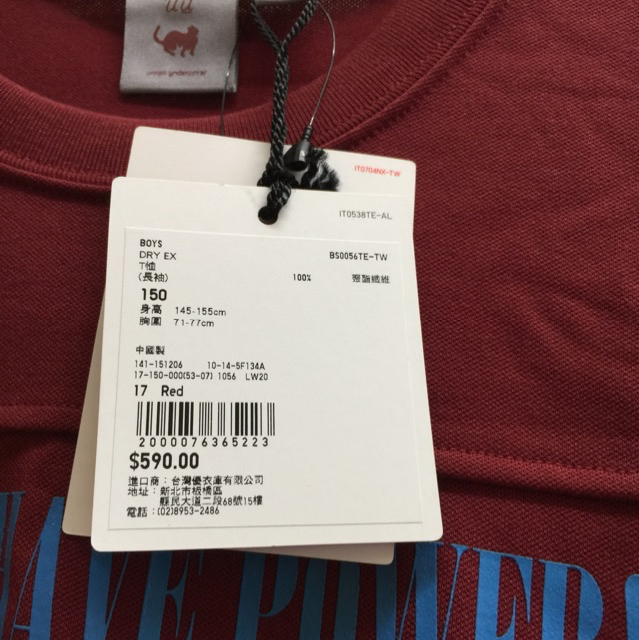 uu
IT0704NX-TW
IT0538TE-AL
BOYS
DRY EX BS0056TE-TW
T恤
(長袖) 100% 聚酯纖維
150
身高 145-155cm
胸圍 71-77cm
中國製
141-151206 10-14-5F134A
17-150-000(53-07) 1056 LW20
17 Red
2000076365223
$590.00
進口商：台灣優衣庫有限公司
地址：新北市板橋區
縣民大道二段68號15樓
電話：(02)8953-2486
WAVE POWERS